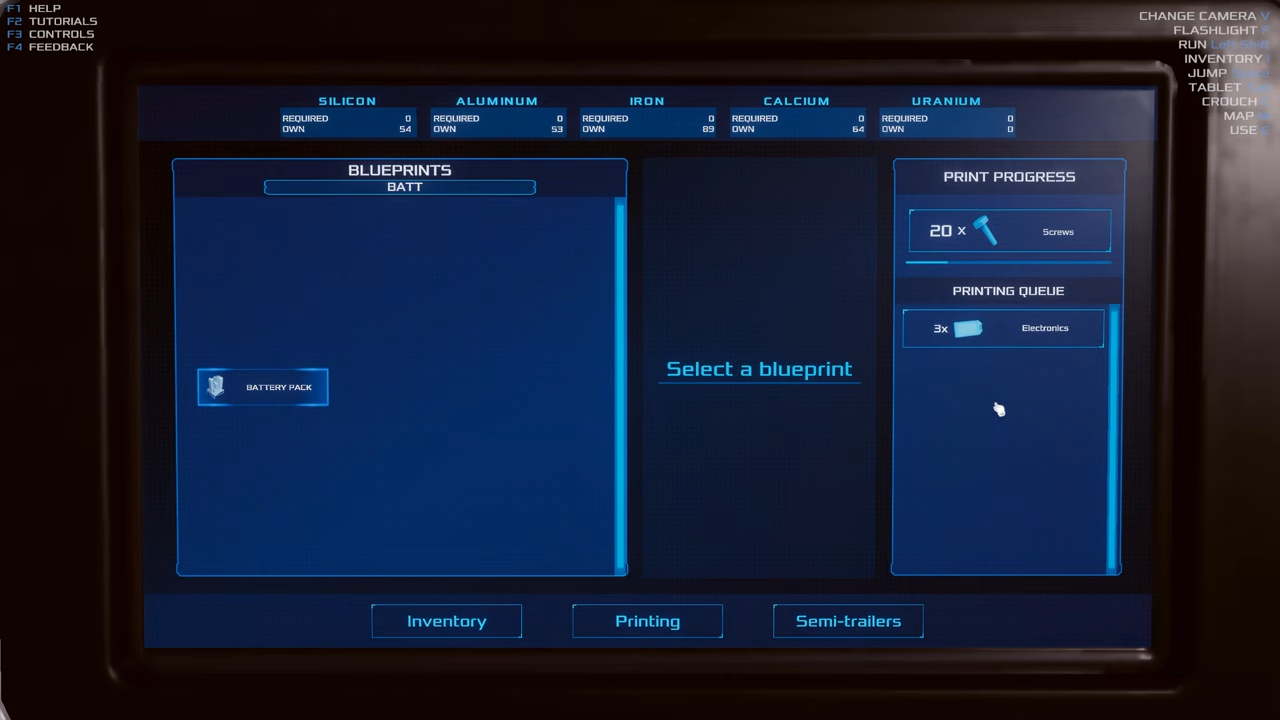 F1 HELP
F2 TUTORIALS
F3 CONTROLS
F4 FEEDBACK
CHANGE CAMERA V
FLASHLIGHT F
RUN Left Shift
INVENTORY I
JUMP
TABLET
CROUCH
MAP
USE
SILICON
REQUIRED 0
OWN 54
ALUMINUM
REQUIRED 0
OWN 53
IRON
REQUIRED 0
OWN 89
CALCIUM
REQUIRED 0
OWN 64
URANIUM
REQUIRED 0
OWN 0
BLUEPRINTS
BATT
BATTERY PACK
Select a blueprint
PRINT PROGRESS
20 x Screws
PRINTING QUEUE
3x Electronics
Inventory
Printing
Semi-trailers